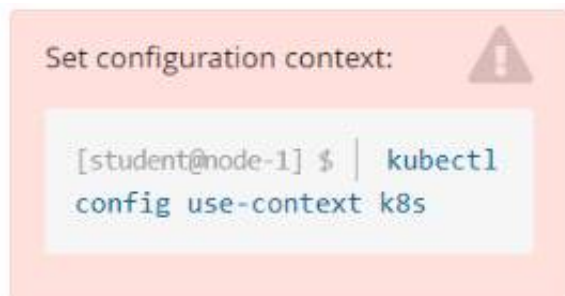 Set configuration context:
[student@node-1] $ | kubectl
config use-context k8s